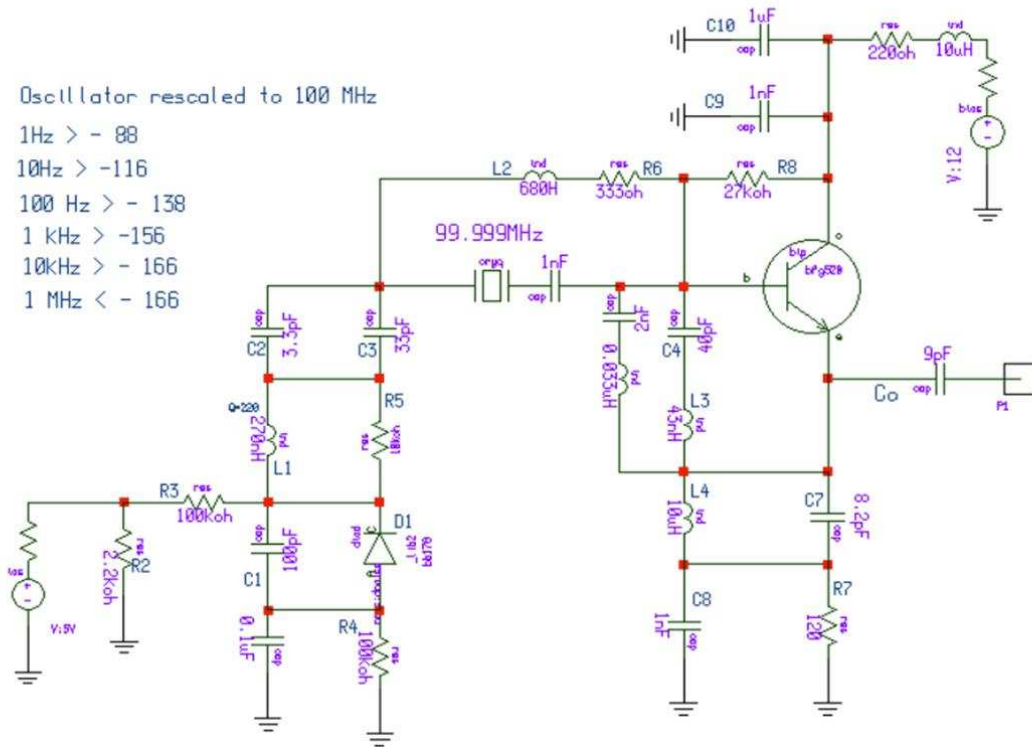 Oscillator rescaled to 100 MHz
1Hz > - 88
10Hz > -116
100 Hz > - 138
1 kHz > -156
10kHz > - 166
1 MHz < - 166
C10
1uF
cap
res
220oh
ind
10uH
C9
1nF
cap
bias
V:12
L2
ind
680H
res
333oh
R6
res
27Koh
R8
99.999MHz
1nF
cap
c
bip
bfg520
b
e
cap
3.3pF
C2
cap
33pF
C3
cap
2nF
cap
40pF
C4
0.033uH
ind
9pF
cap
Co
P1
Q=220
270nH
ind
L1
R5
res
18koh
L3
43nH
ind
R3
res
100Koh
D1
diod
C
bb170
A
L4
10uH
ind
C7
8.2pF
cap
res
2.2Koh
R2
cap
100pF
C1
V:5V
R4
0.1uF
cap
100Koh
res
C8
1nF
cap
R7
120
res